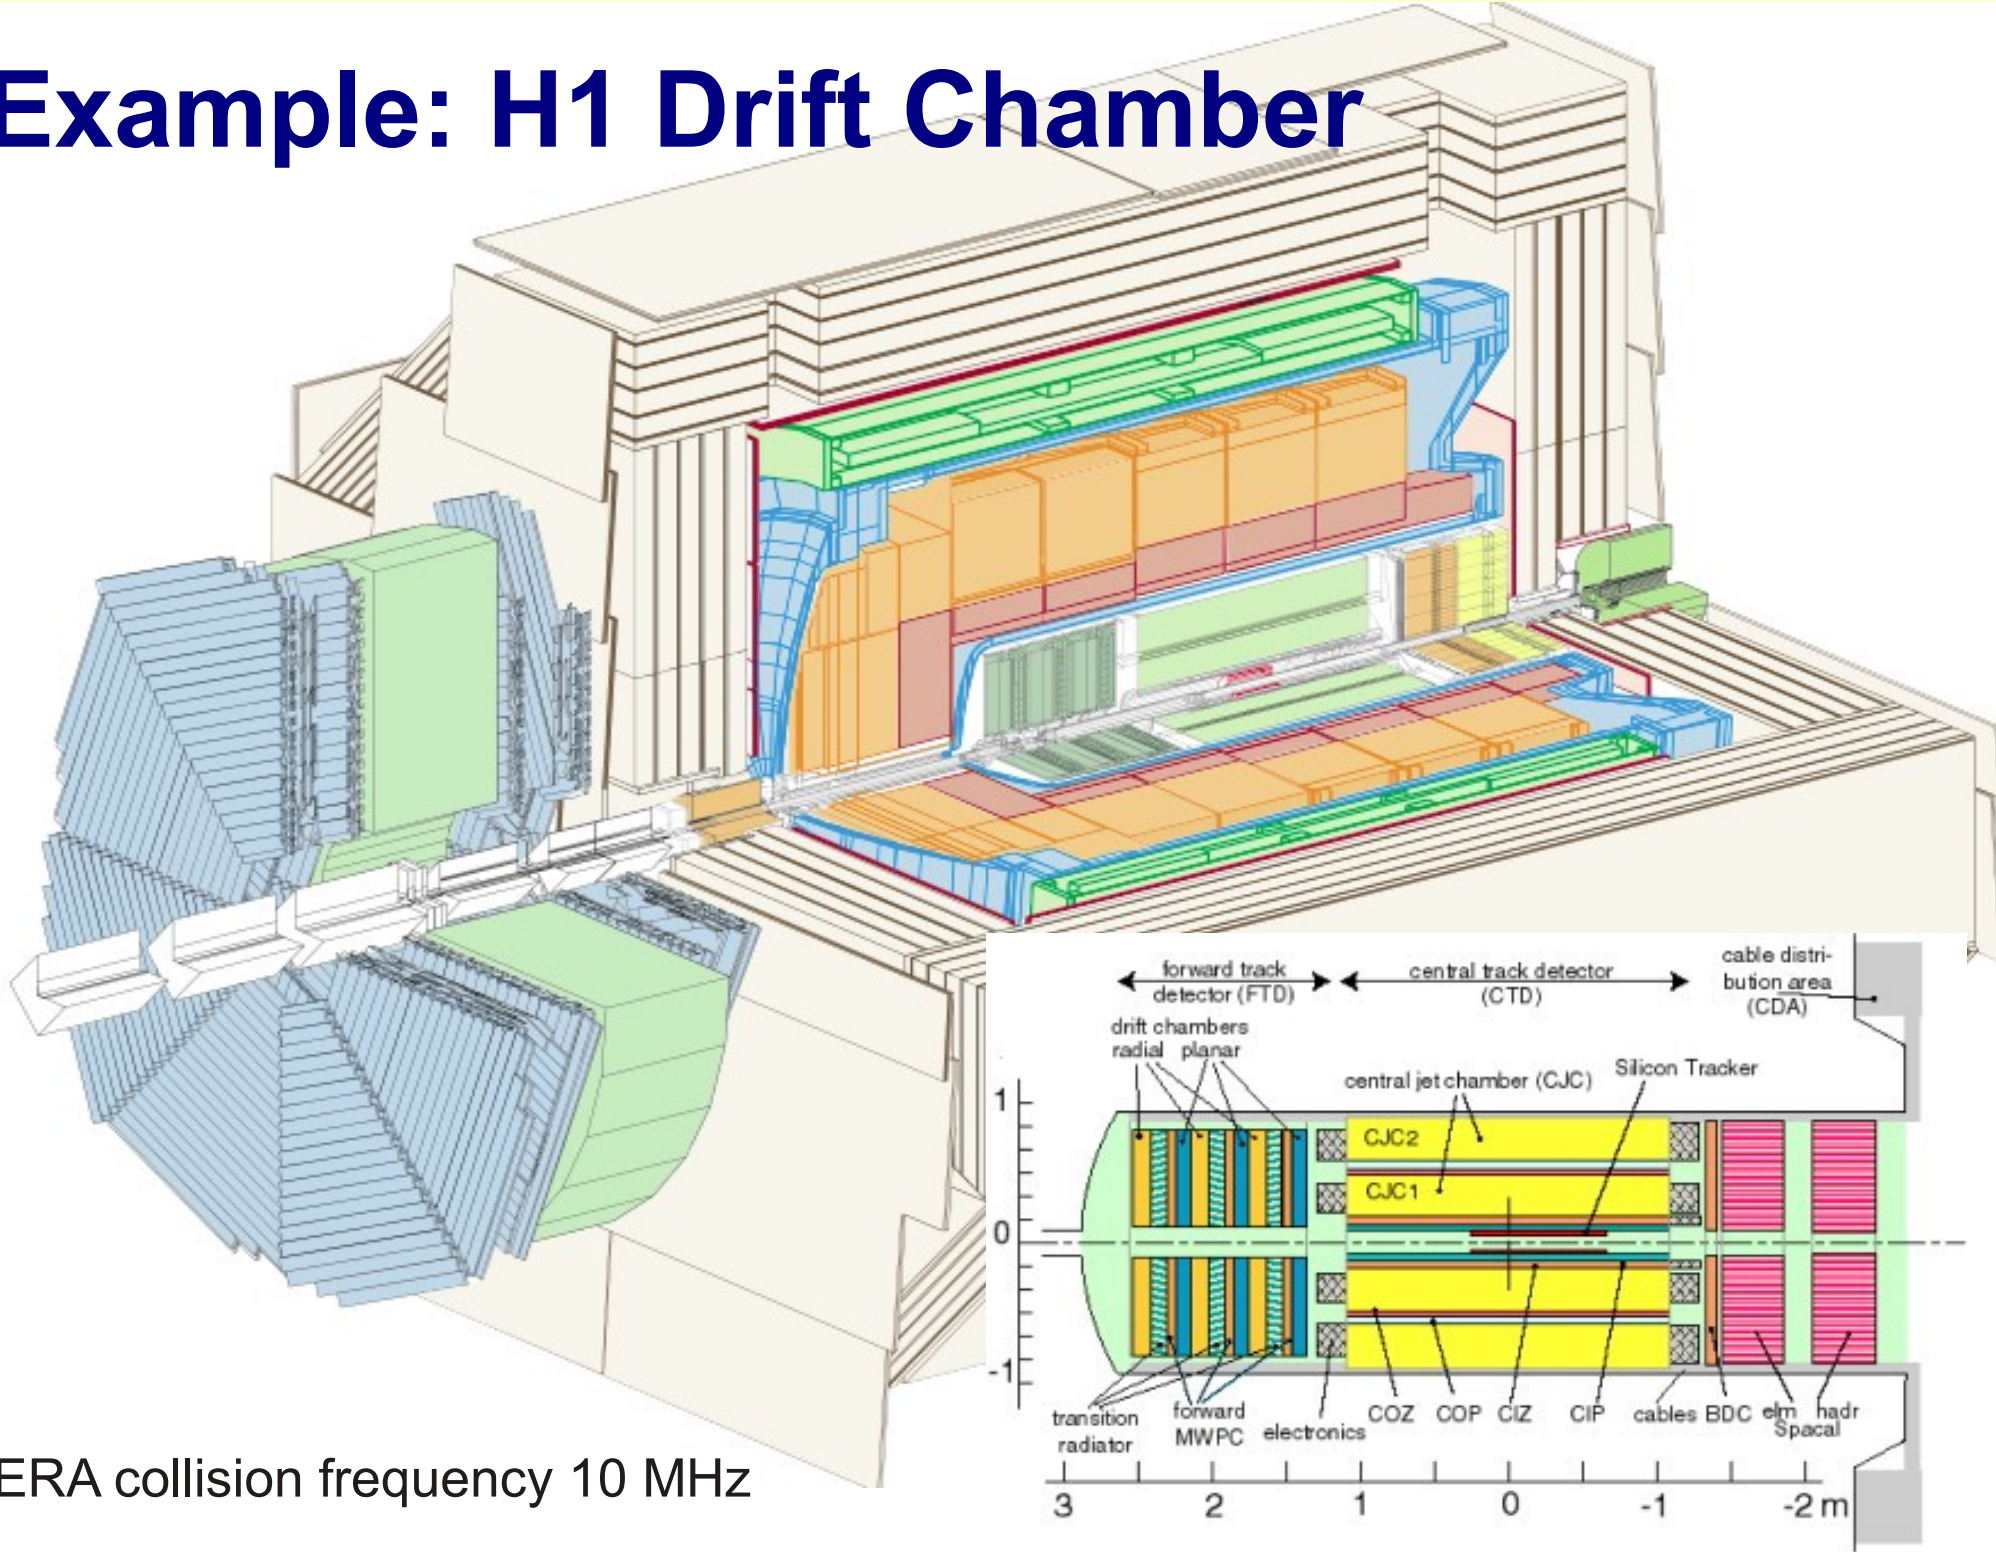 Example: H1 Drift Chamber
forward track
detector (FTD)
central track detector
(CTD)
cable distri-
bution area
(CDA)
drift chambers
radial planar
central jet chamber (CJC)
Silicon Tracker
1
CJC2
CJC1
0
-1
transition
radiator
forward
MWPC
electronics
COZ COP CIZ CIP
cables BDC elm hadr
Spacal
3 2 1 0 -1 -2 m
ERA collision frequency 10 MHz